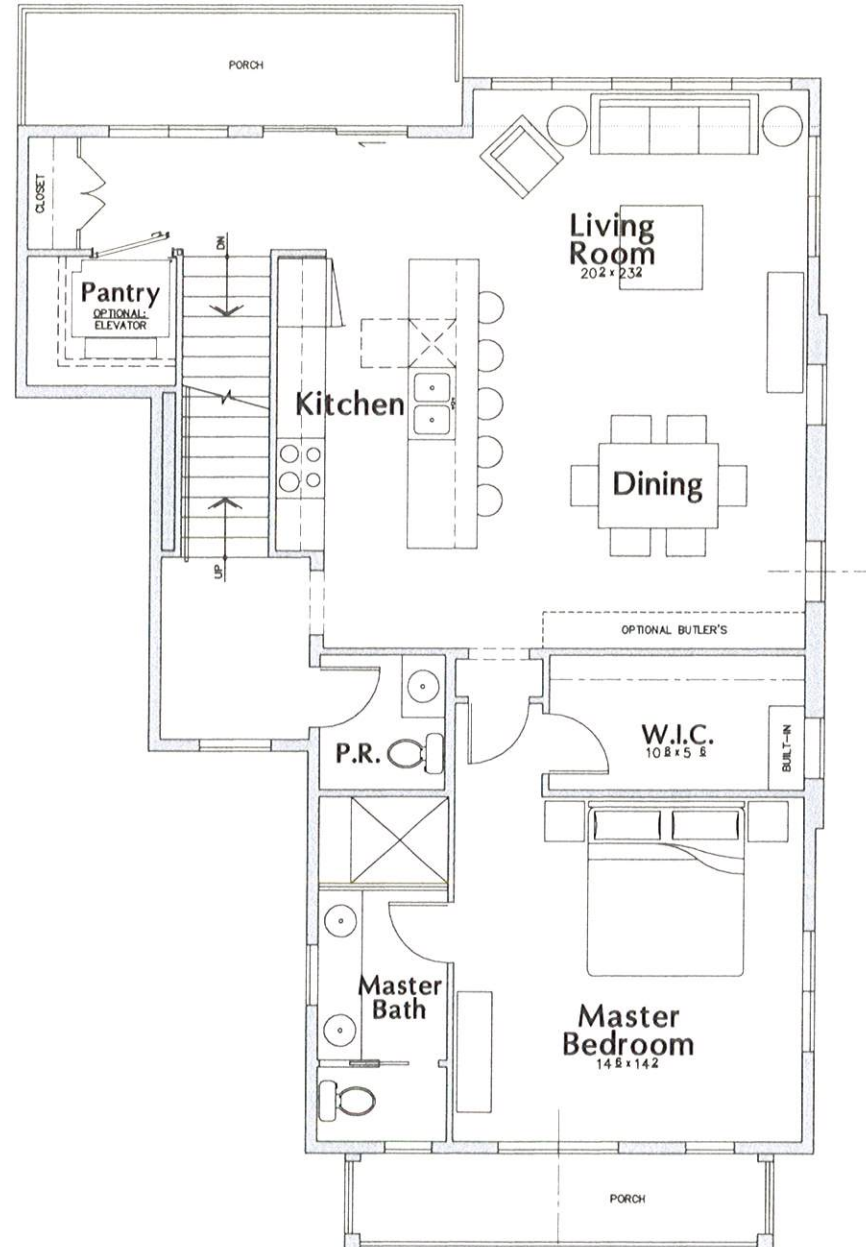 PORCH
CLOSET
DN
Living
Room
20² x 23²
Pantry
OPTIONAL:
ELEVATOR
Kitchen
Dining
UP
OPTIONAL BUTLER'S
W.I.C.
10⁸ x 5⁶
BUILT-IN
P.R.
Master
Bath
Master
Bedroom
14⁶ x 14²
PORCH